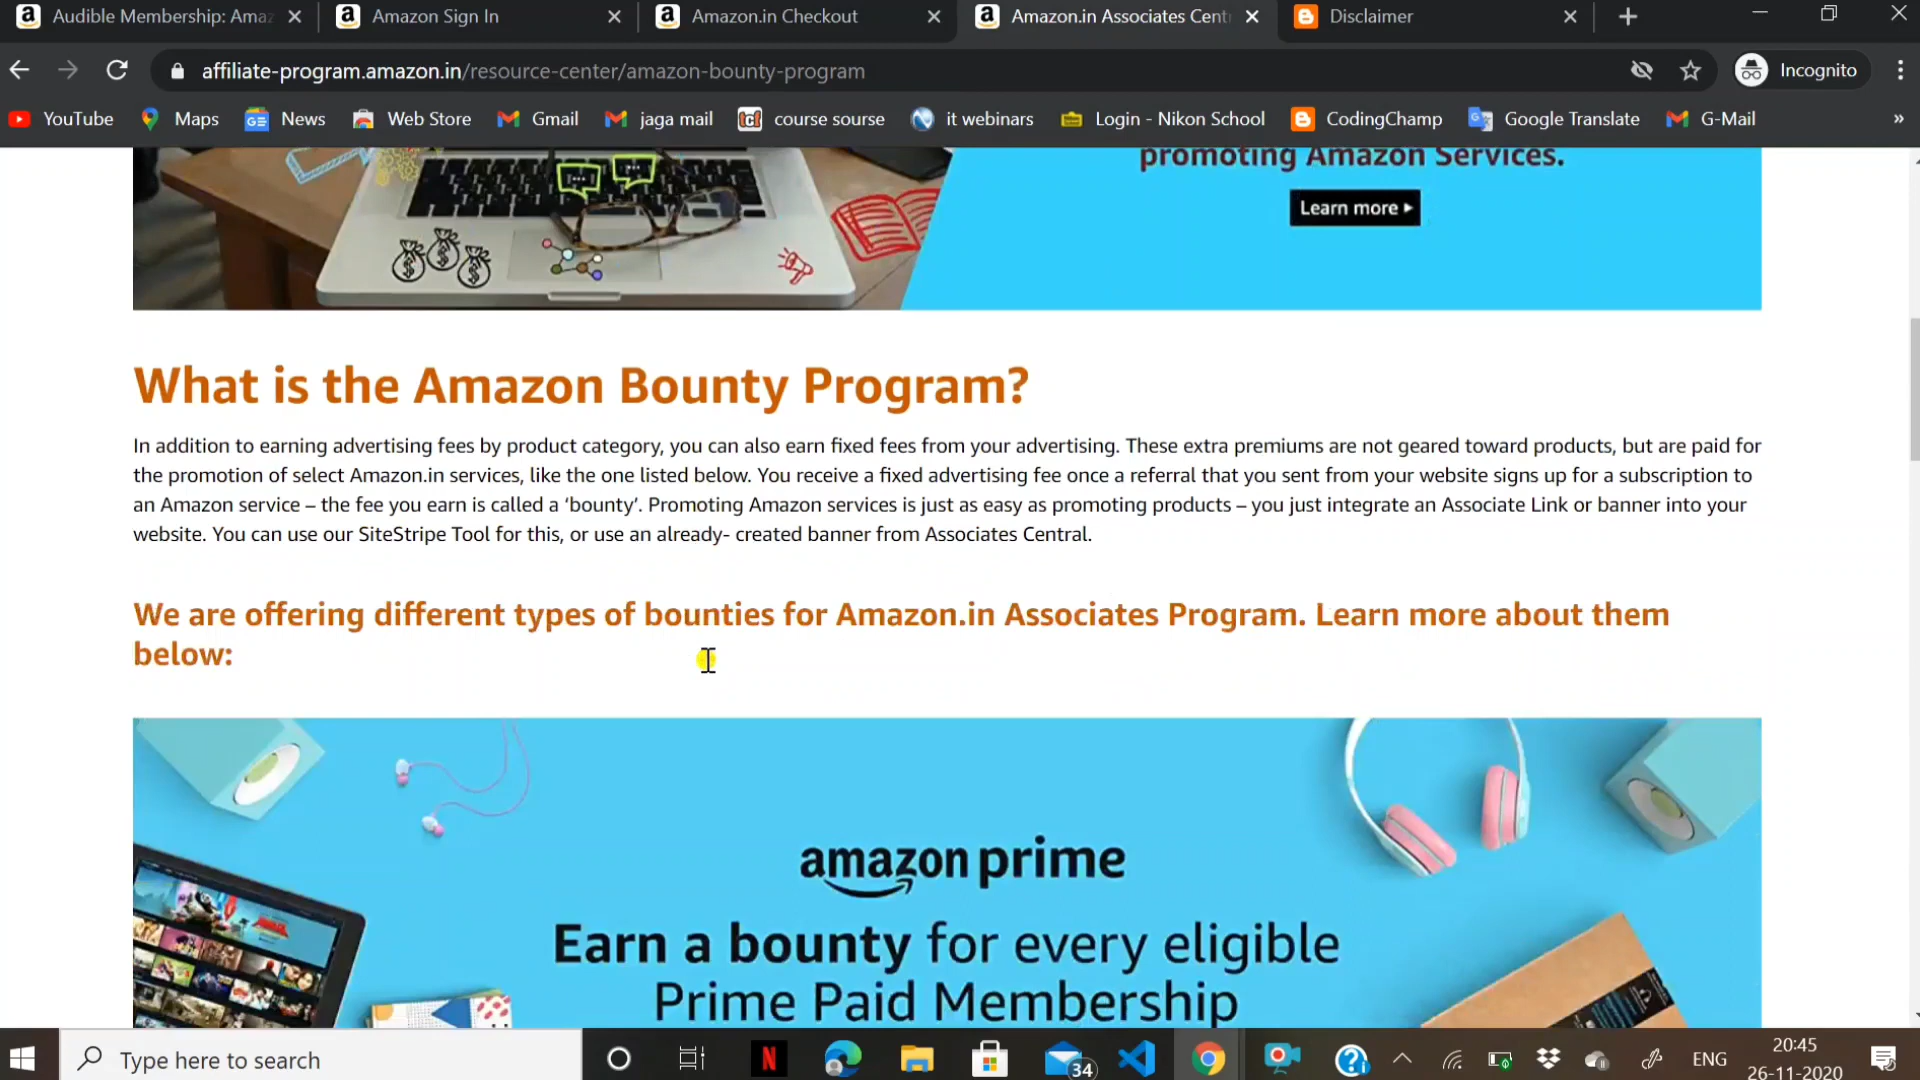 Audible Membership: Amaz
Amazon Sign In
Amazon.in Checkout
Amazon.in Associates Cent
Disclaimer
affiliate-program.amazon.in/resource-center/amazon-bounty-program
Incognito
YouTube
Maps
News
Web Store
Gmail
jaga mail
course sourse
it webinars
Login - Nikon School
CodingChamp
Google Translate
G-Mail
»
promoting Amazon Services.
Learn more
What is the Amazon Bounty Program?
In addition to earning advertising fees by product category, you can also earn fixed fees from your advertising. These extra premiums are not geared toward products, but are paid for
the promotion of select Amazon.in services, like the one listed below. You receive a fixed advertising fee once a referral that you sent from your website signs up for a subscription to
an Amazon service – the fee you earn is called a ‘bounty’. Promoting Amazon services is just as easy as promoting products – you just integrate an Associate Link or banner into your
website. You can use our SiteStripe Tool for this, or use an already- created banner from Associates Central.
We are offering different types of bounties for Amazon.in Associates Program. Learn more about them
below:
amazon prime
Earn a bounty for every eligible
Prime Paid Membership
Type here to search
34
ENG
20:45
26-11-2020